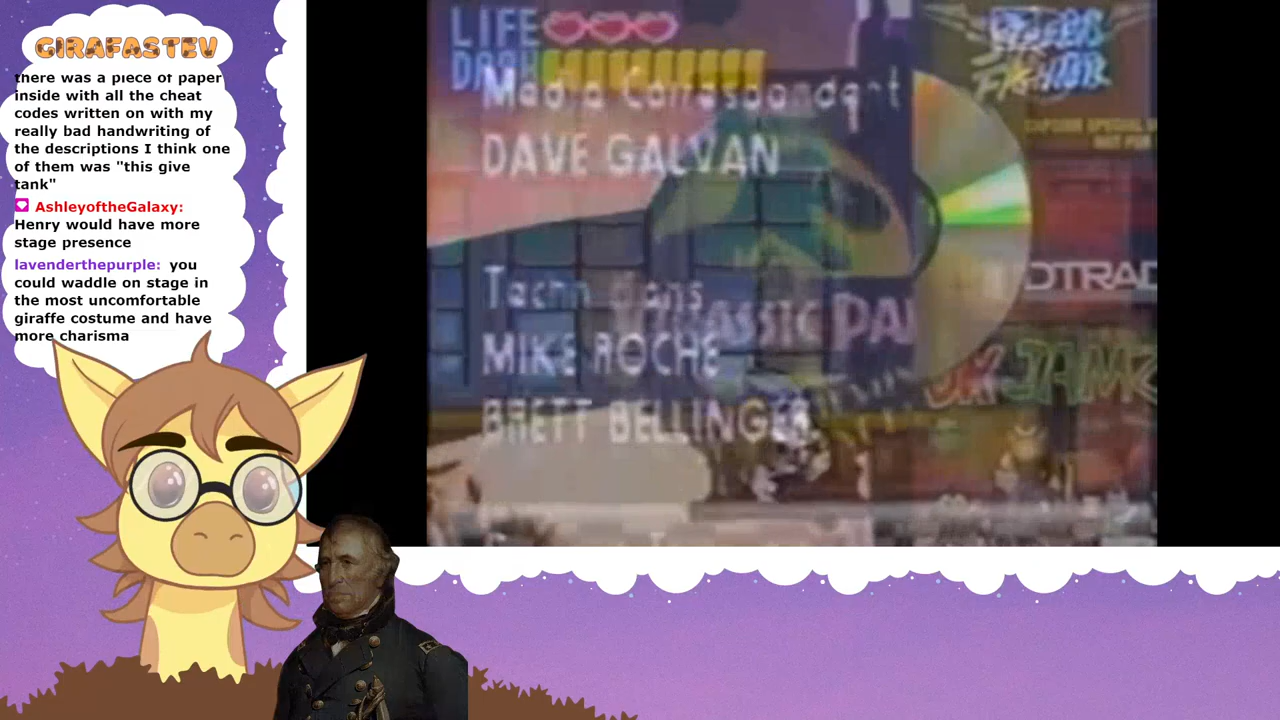 GIRAFASTEV
there was a piece of paper
inside with all the cheat
codes written on with my
really bad handwriting of
the descriptions I think one
of them was "this give
tank"
AshleyoftheGalaxy:
Henry would have more
stage presence
lavenderthepurple: you
could waddle on stage in
the most uncomfortable
giraffe costume and have
more charisma
LIFE
DAVE GALVAN
MIKE ROCHE
BRETT BELLINGER
JAMZ